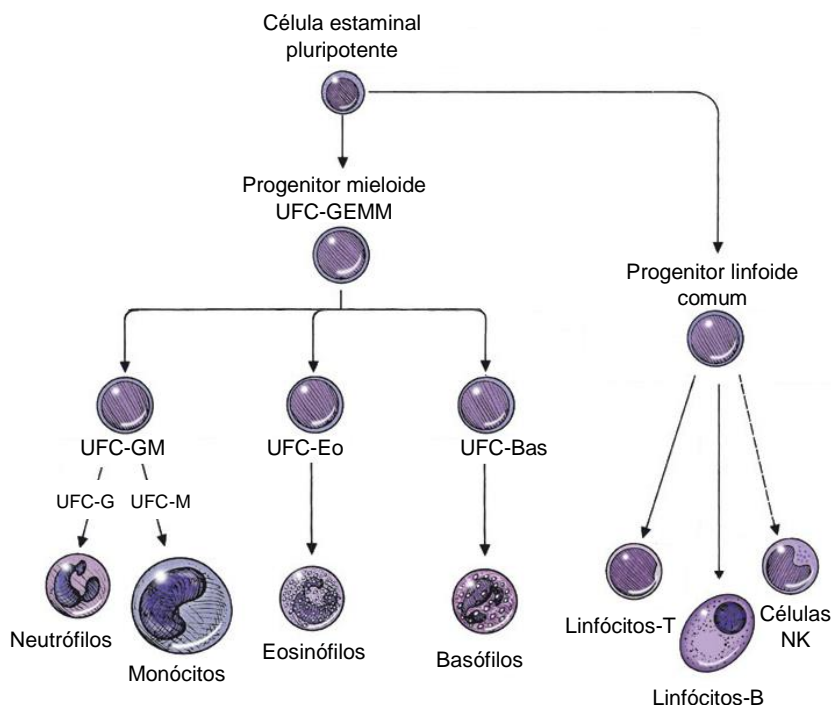 Célula estaminal
pluripotente
Progenitor mieloide
UFC-GEMM
Progenitor linfoide
comum
UFC-GM
UFC-Eo
UFC-Bas
UFC-G
UFC-M
Neutrófilos
Monócitos
Eosinófilos
Basófilos
Linfócitos-T
Linfócitos-B
Células
NK